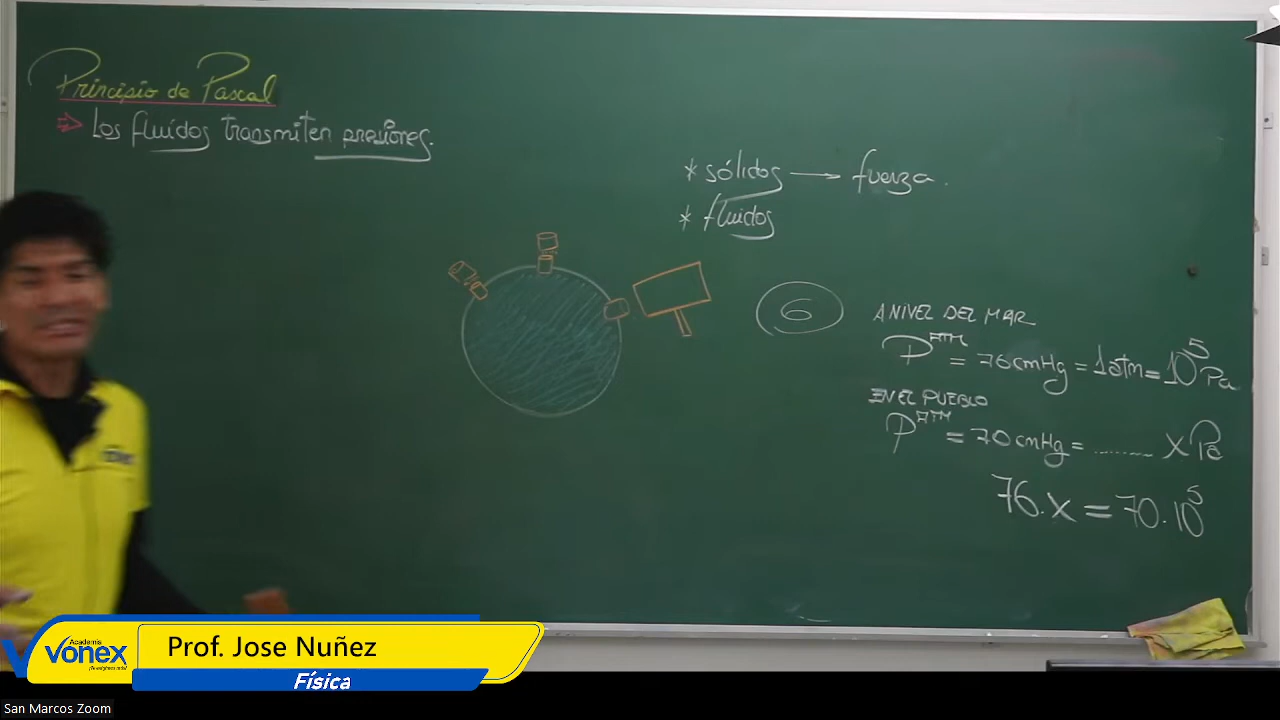 Principio de Pascal
⇒ Los fluidos transmiten presiones.
* sólidos → fuerza.
* fluidos
6
A NIVEL DEL MAR
P^ATM = 76cmHg = 1atm = 10^5 Pa
EN EL PUEBLO
P^ATM = 70cmHg = ........ X Pa
76.X = 70.10^5
Academia
vonex
Prof. Jose Nuñez
Física
San Marcos Zoom